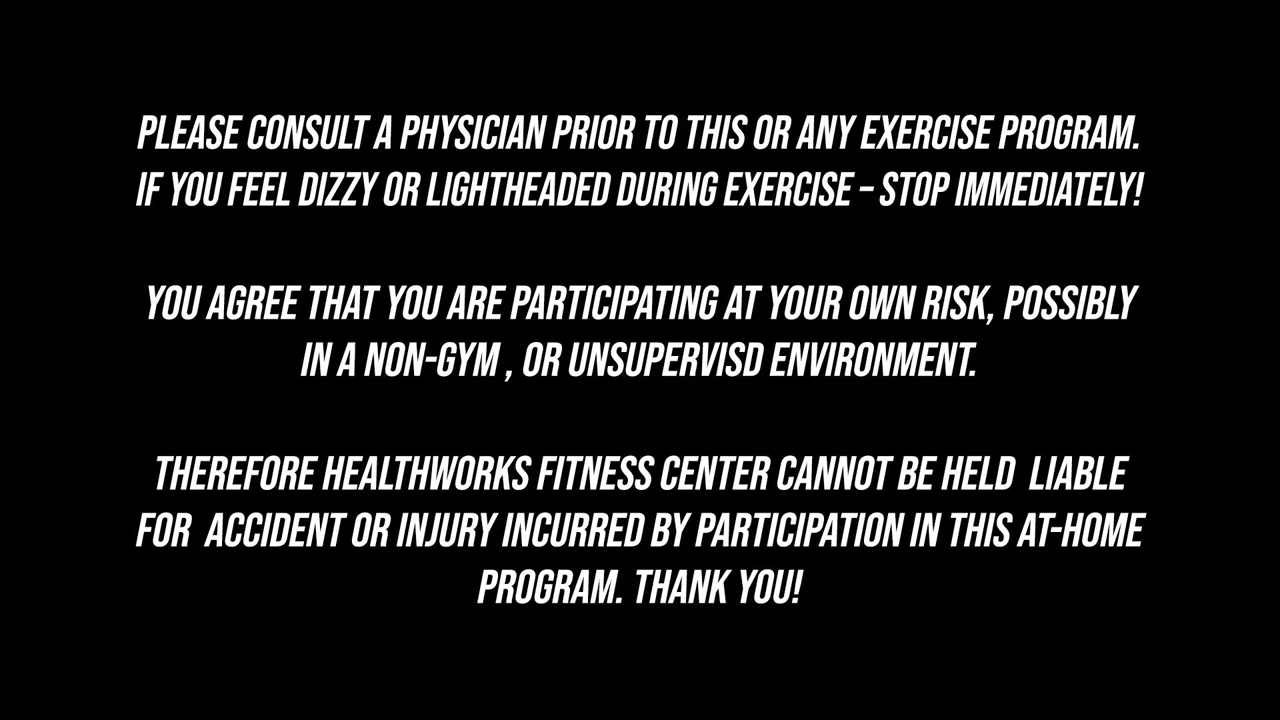 PLEASE CONSULT A PHYSICIAN PRIOR TO THIS OR ANY EXERCISE PROGRAM.
IF YOU FEEL DIZZY OR LIGHTHEADED DURING EXERCISE – STOP IMMEDIATELY!
YOU AGREE THAT YOU ARE PARTICIPATING AT YOUR OWN RISK, POSSIBLY
IN A NON-GYM , OR UNSUPERVISD ENVIRONMENT.
THEREFORE HEALTHWORKS FITNESS CENTER CANNOT BE HELD  LIABLE
FOR  ACCIDENT OR INJURY INCURRED BY PARTICIPATION IN THIS AT-HOME
PROGRAM. THANK YOU!